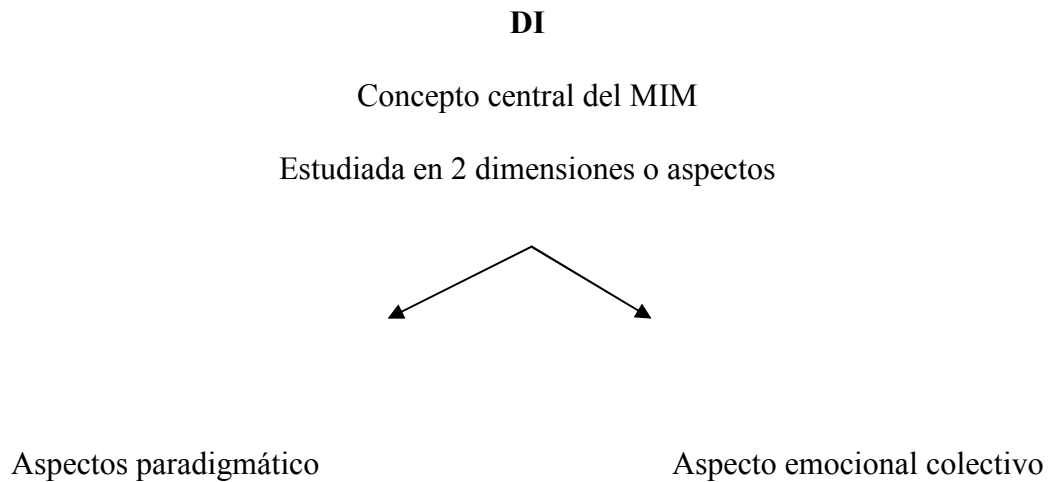 DI
Concepto central del MIM
Estudiada en 2 dimensiones o aspectos
Aspectos paradigmático
Aspecto emocional colectivo